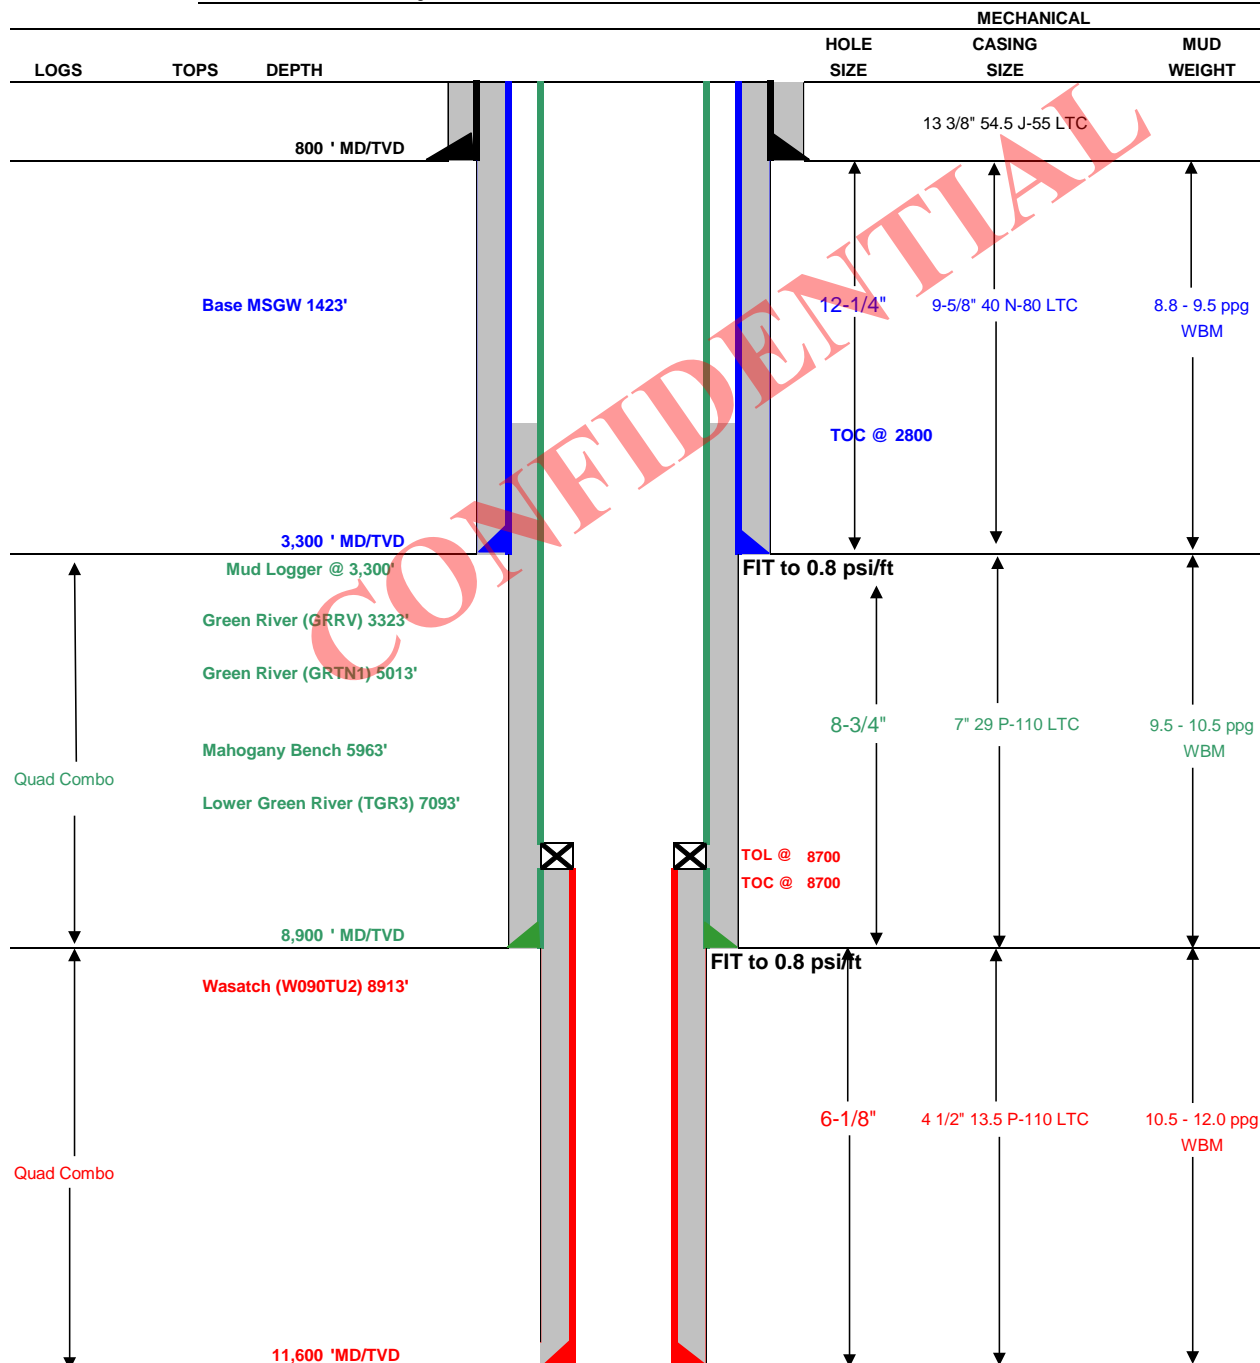 MECHANICAL
HOLE CASING MUD
LOGS TOPS DEPTH SIZE SIZE WEIGHT
13 3/8" 54.5 J-55 LTC
800 ' MD/TVD
Base MSGW 1423' 12-1/4" 9-5/8" 40 N-80 LTC 8.8 - 9.5 ppg
WBM
TOC @ 2800
3,300 ' MD/TVD
Mud Logger @ 3,300' FIT to 0.8 psi/ft
Green River (GRRV) 3323'
Green River (GRTN1) 5013'
8-3/4" 7" 29 P-110 LTC 9.5 - 10.5 ppg
Mahogany Bench 5963' WBM
Quad Combo
Lower Green River (TGR3) 7093'
TOL @ 8700
TOC @ 8700
8,900 ' MD/TVD
FIT to 0.8 psi/ft
Wasatch (W090TU2) 8913'
6-1/8" 4 1/2" 13.5 P-110 LTC 10.5 - 12.0 ppg
WBM
Quad Combo
11,600 'MD/TVD
CONFIDENTIAL